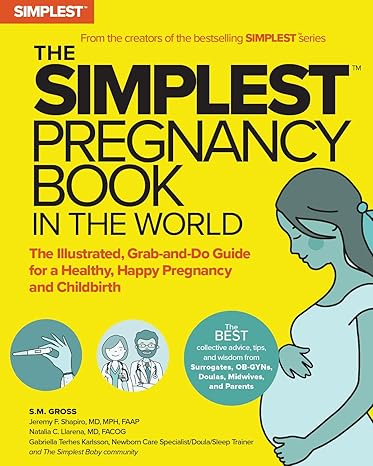 SIMPLEST™
From the creators of the bestselling SIMPLEST™ series
THE
SIMPLEST™
PREGNANCY
BOOK
IN THE WORLD
The Illustrated, Grab-and-Do Guide
for a Healthy, Happy Pregnancy
and Childbirth
The
BEST
collective advice, tips,
and wisdom from
Surrogates, OB-GYNs,
Doulas, Midwives, and
Parents
S.M. GROSS
Jeremy F. Shapiro, MD, MPH, FAAP
Natalia C. Llarena, MD, FACOG
Gabriella Terhes Karlsson, Newborn Care Specialist/Doula/Sleep Trainer
and The Simplest Baby community